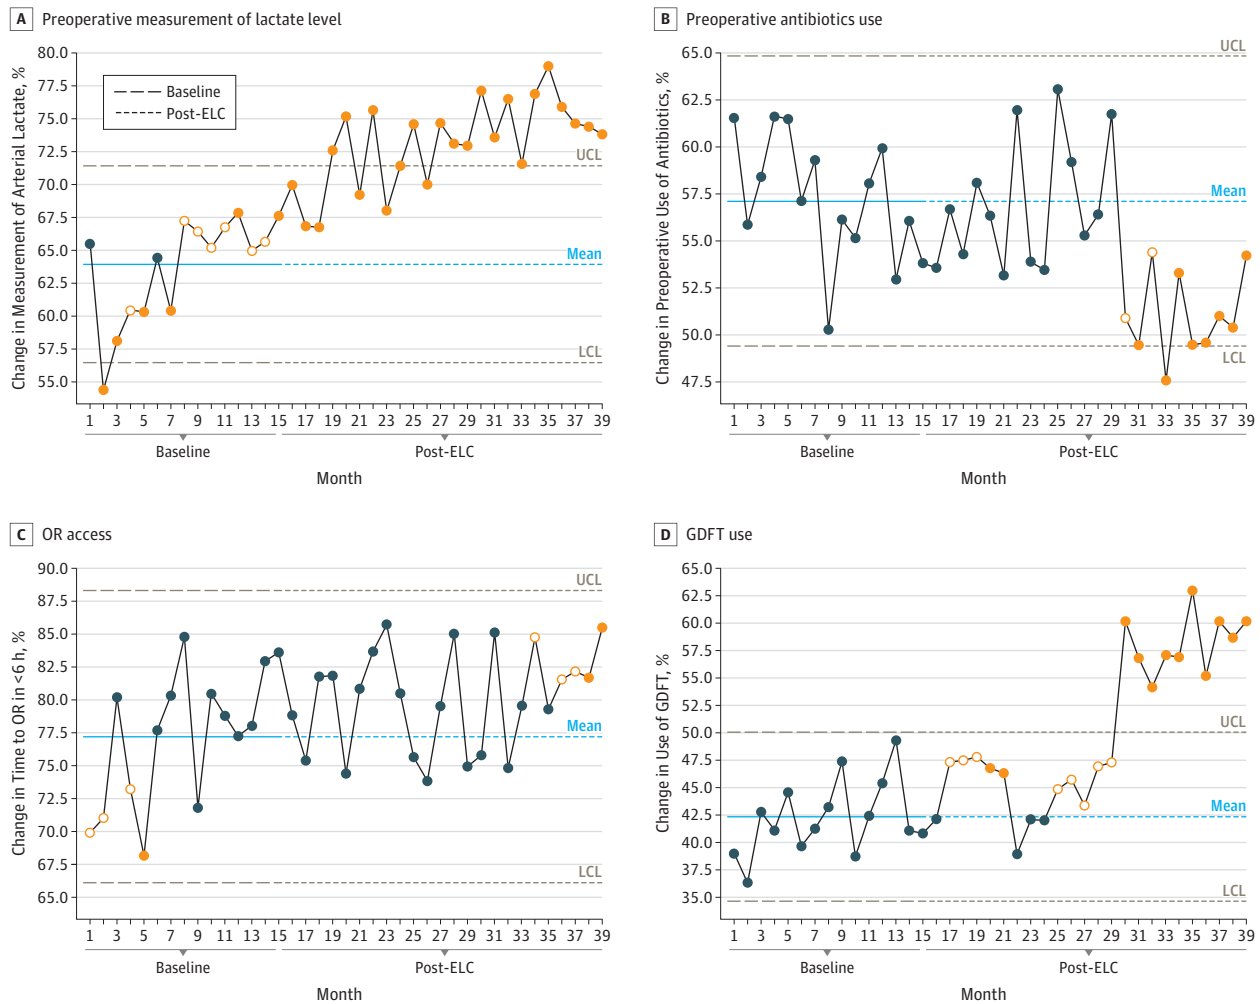 A Preoperative measurement of lactate level
Change in Measurement of Arterial Lactate, %
80.0
77.5
75.0
72.5
70.0
67.5
65.0
62.5
60.0
57.5
55.0
Baseline
Post-ELC
UCL
Mean
LCL
1 3 5 7 9 11 13 15 17 19 21 23 25 27 29 31 33 35 37 39
Baseline Post-ELC
Month
B Preoperative antibiotics use
Change in Preoperative Use of Antibiotics, %
65.0
62.5
60.0
57.5
55.0
52.5
50.0
47.5
UCL
Mean
LCL
1 3 5 7 9 11 13 15 17 19 21 23 25 27 29 31 33 35 37 39
Baseline Post-ELC
Month
C OR access
Change in Time to OR in <6 h, %
90.0
87.5
85.0
82.5
80.0
77.5
75.0
72.5
70.0
67.5
65.0
UCL
Mean
LCL
1 3 5 7 9 11 13 15 17 19 21 23 25 27 29 31 33 35 37 39
Baseline Post-ELC
Month
D GDFT use
Change in Use of GDFT, %
65.0
62.5
60.0
57.5
55.0
52.5
50.0
47.5
45.0
42.5
40.0
37.5
35.0
UCL
Mean
LCL
1 3 5 7 9 11 13 15 17 19 21 23 25 27 29 31 33 35 37 39
Baseline Post-ELC
Month